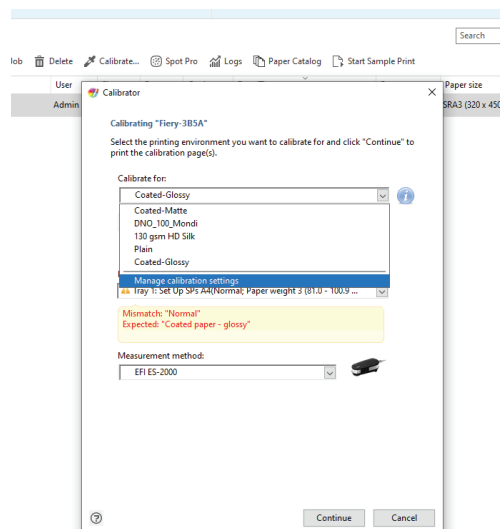 Search
Job Delete Calibrate... Spot Pro Logs Paper Catalog Start Sample Print
User Paper size
Admin SRA3 (320 x 450
Calibrator
Calibrating "Fiery-3B5A"
Select the printing environment you want to calibrate for and click "Continue" to
print the calibration page(s).
Calibrate for:
Coated-Glossy
Coated-Matte
DNO_100_Mondi
130 gsm HD Silk
Plain
Coated-Glossy
Manage calibration settings
Tray 1: Set Up SPs A4(Normal; Paper weight 3 (81.0 - 100.9 ...
Mismatch: "Normal"
Expected: "Coated paper - glossy"
Measurement method:
EFI ES-2000
Continue Cancel